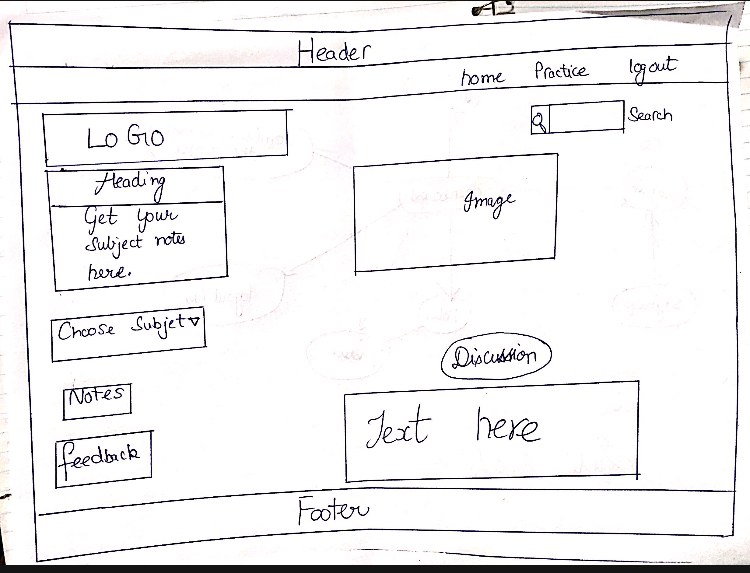 Header
home Practice logout
LOGO
Search
Heading
Get your
Subject notes
here.
Image
Choose Subjet
Discussion
Notes
Text here
feedback
Footer